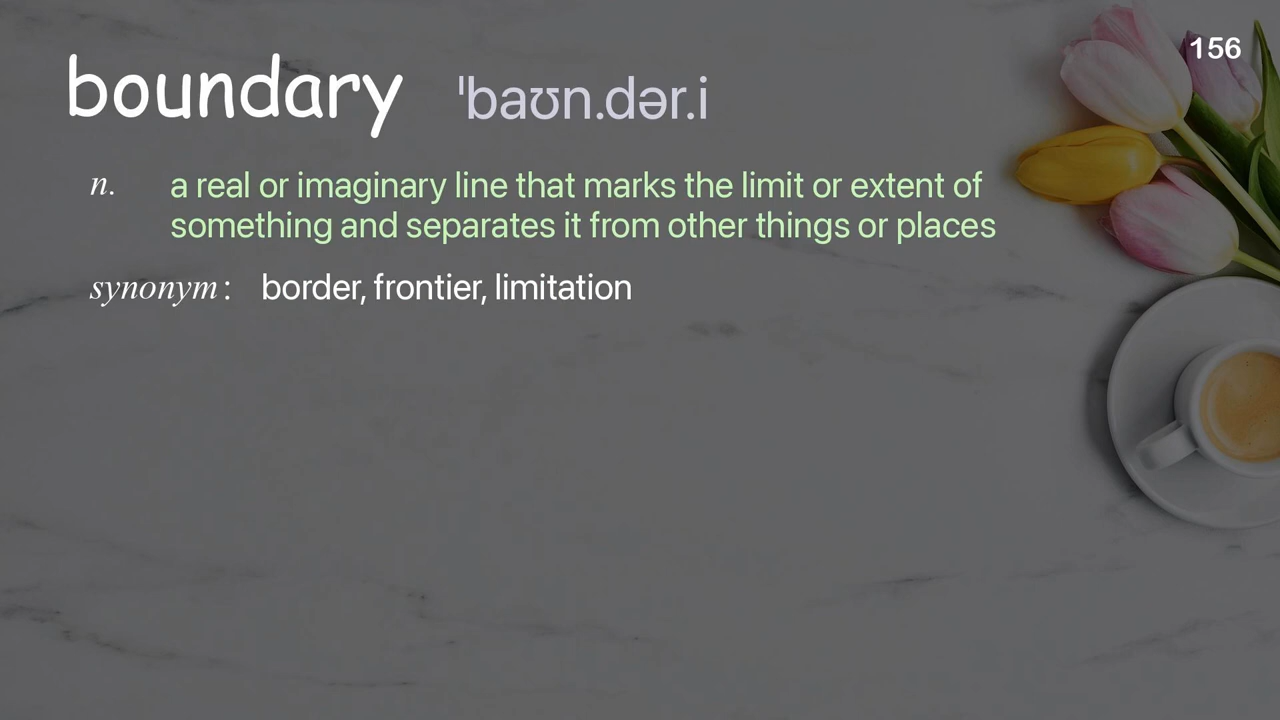 156
boundary ˈbaʊn.dər.i
n. a real or imaginary line that marks the limit or extent of
something and separates it from other things or places
synonym: border, frontier, limitation